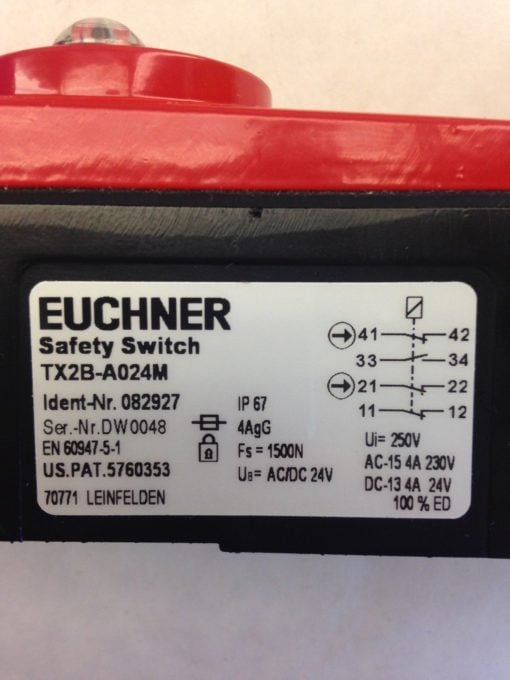 EUCHNER
Safety Switch
TX2B-A024M
Ident-Nr. 082927
Ser.-Nr.DW0048
EN 60947-5-1
US.PAT.5760353
70771 LEINFELDEN
IP 67
4AgG
Fs = 1500N
UB= AC/DC 24V
41 42
33 34
21 22
11 12
Ui= 250V
AC-15 4A 230V
DC-13 4A 24V
100 % ED